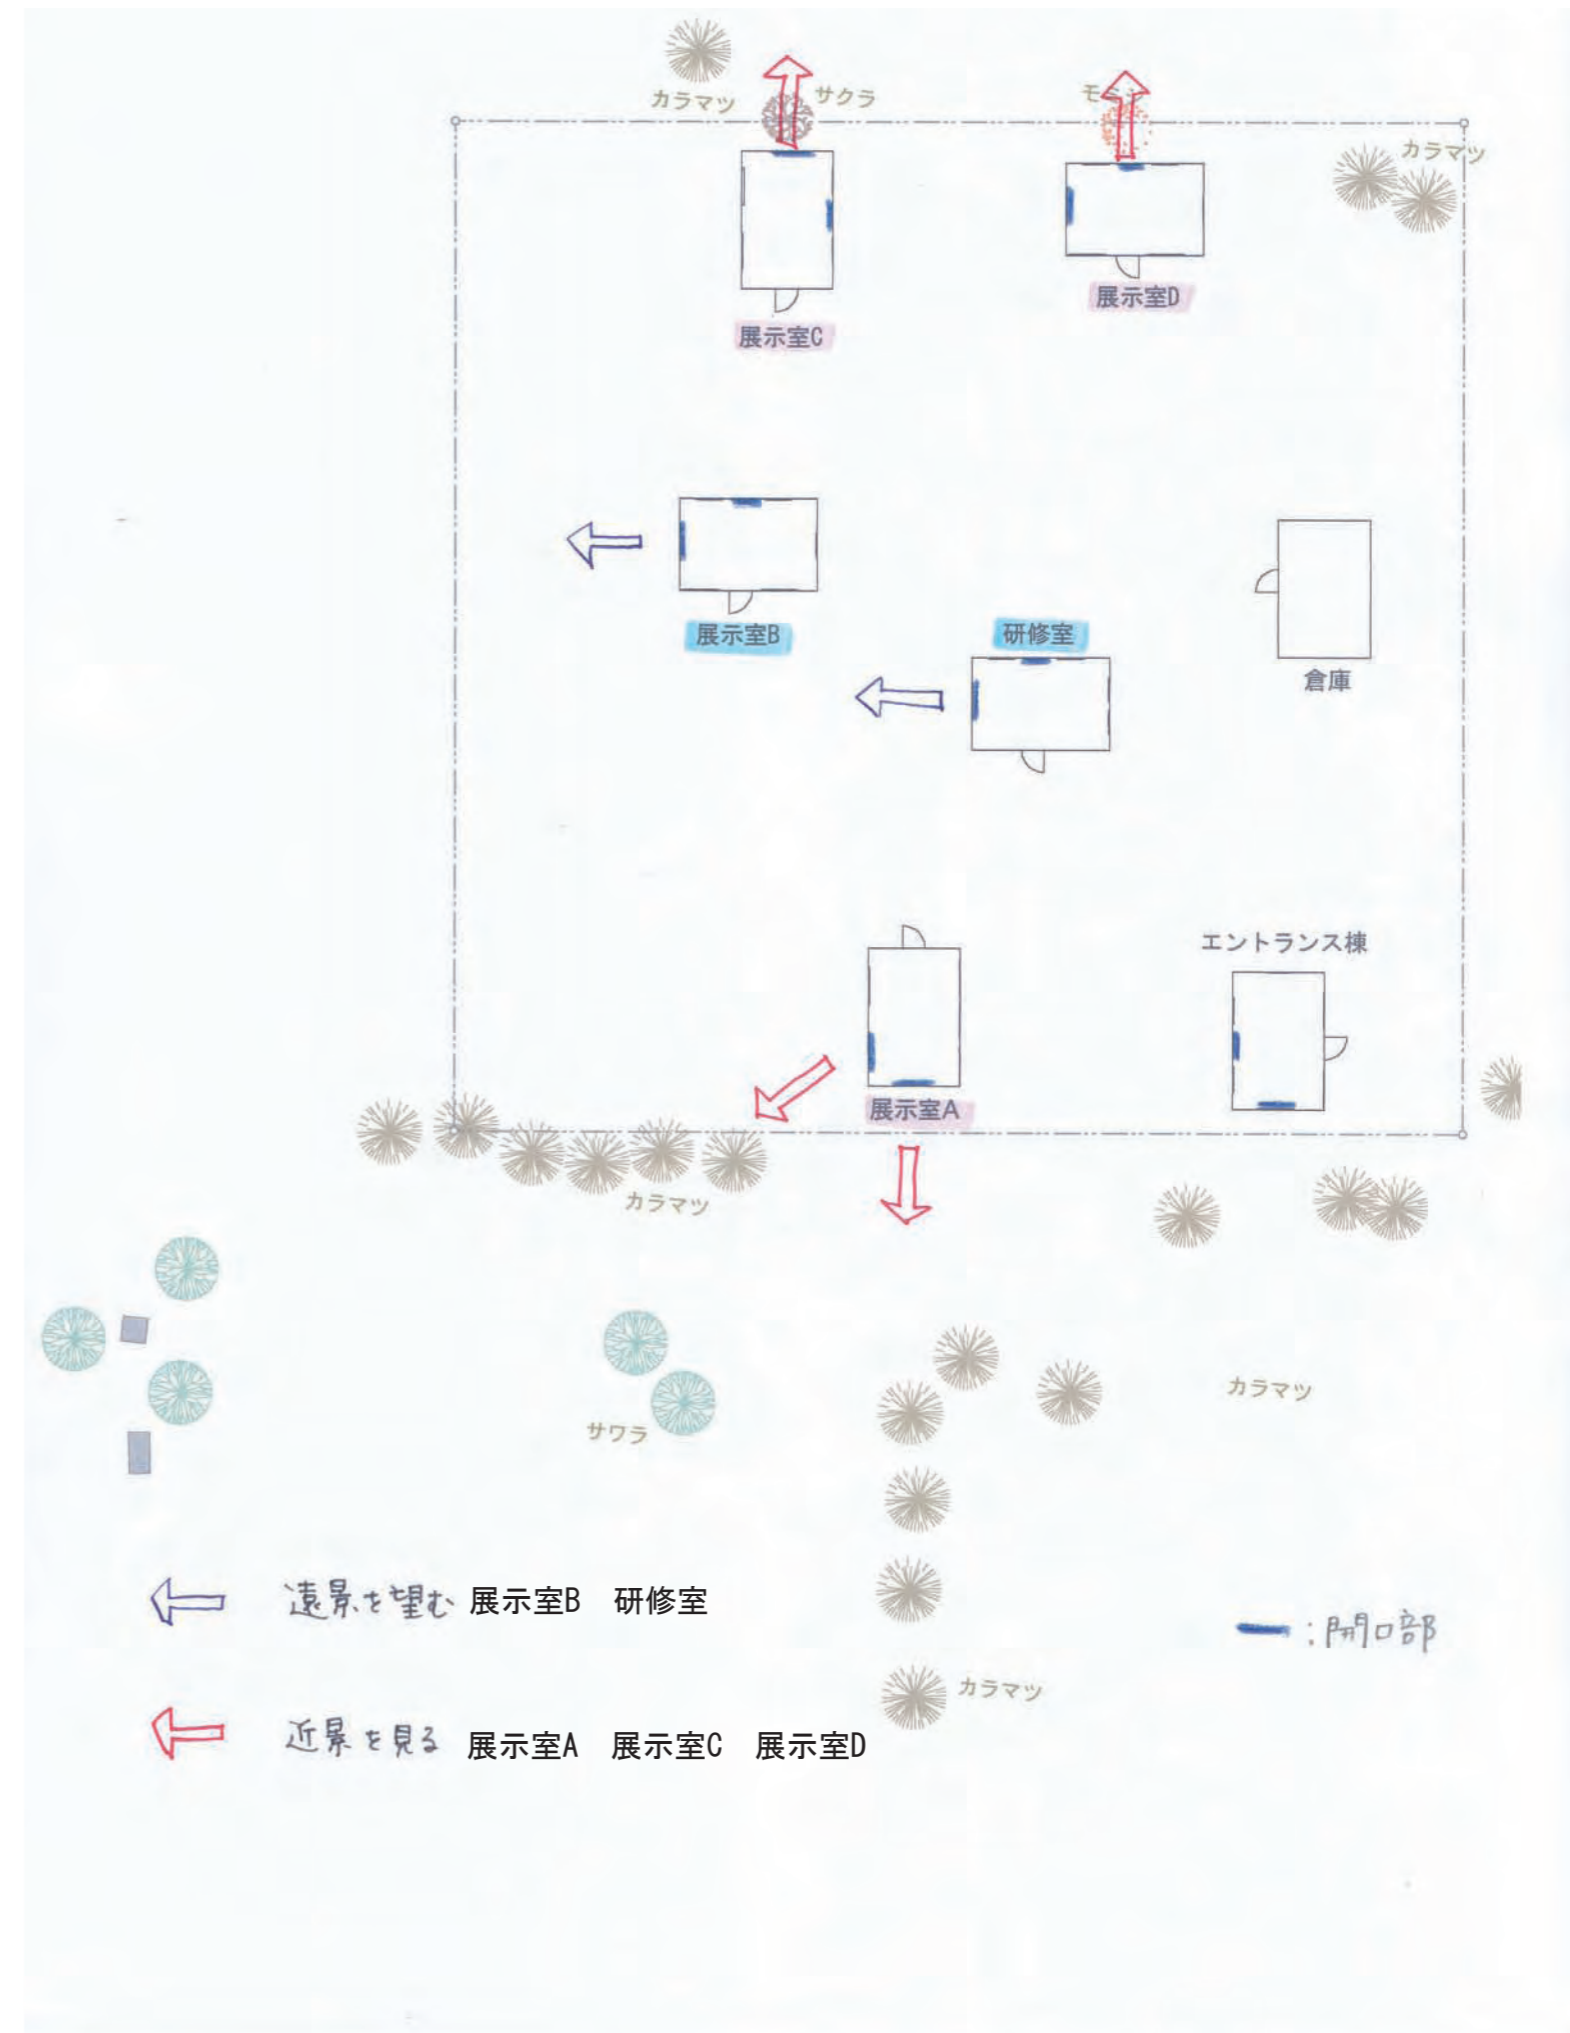 カラマツ
サクラ
モミジ
カラマツ
展示室D
展示室C
展示室B
研修室
倉庫
エントランス棟
展示室A
カラマツ
カラマツ
サワラ
遠景を望む 展示室B 研修室
:開口部
カラマツ
近景を見る 展示室A 展示室C 展示室D